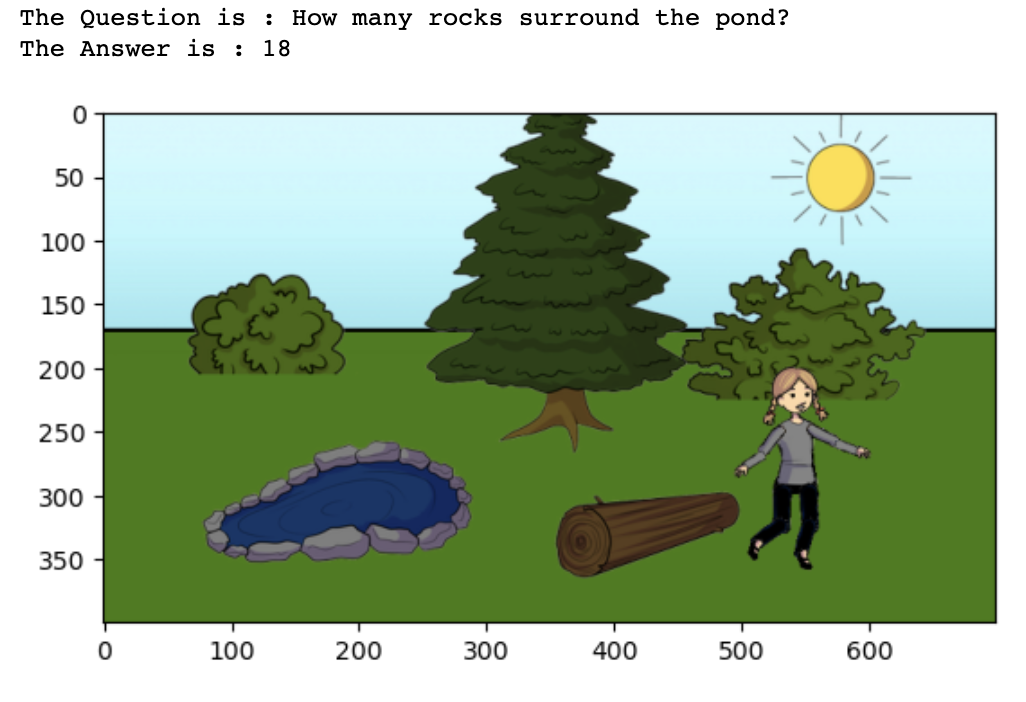 The Question is : How many rocks surround the pond?
The Answer is : 18
0
50
100
150
200
250
300
350
0 100 200 300 400 500 600